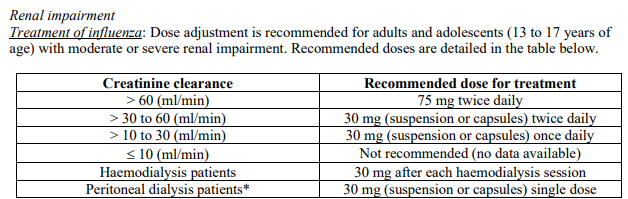 Renal impairment
Treatment of influenza: Dose adjustment is recommended for adults and adolescents (13 to 17 years of
age) with moderate or severe renal impairment. Recommended doses are detailed in the table below.
Creatinine clearance Recommended dose for treatment
> 60 (ml/min) 75 mg twice daily
> 30 to 60 (ml/min) 30 mg (suspension or capsules) twice daily
> 10 to 30 (ml/min) 30 mg (suspension or capsules) once daily
≤ 10 (ml/min) Not recommended (no data available)
Haemodialysis patients 30 mg after each haemodialysis session
Peritoneal dialysis patients* 30 mg (suspension or capsules) single dose